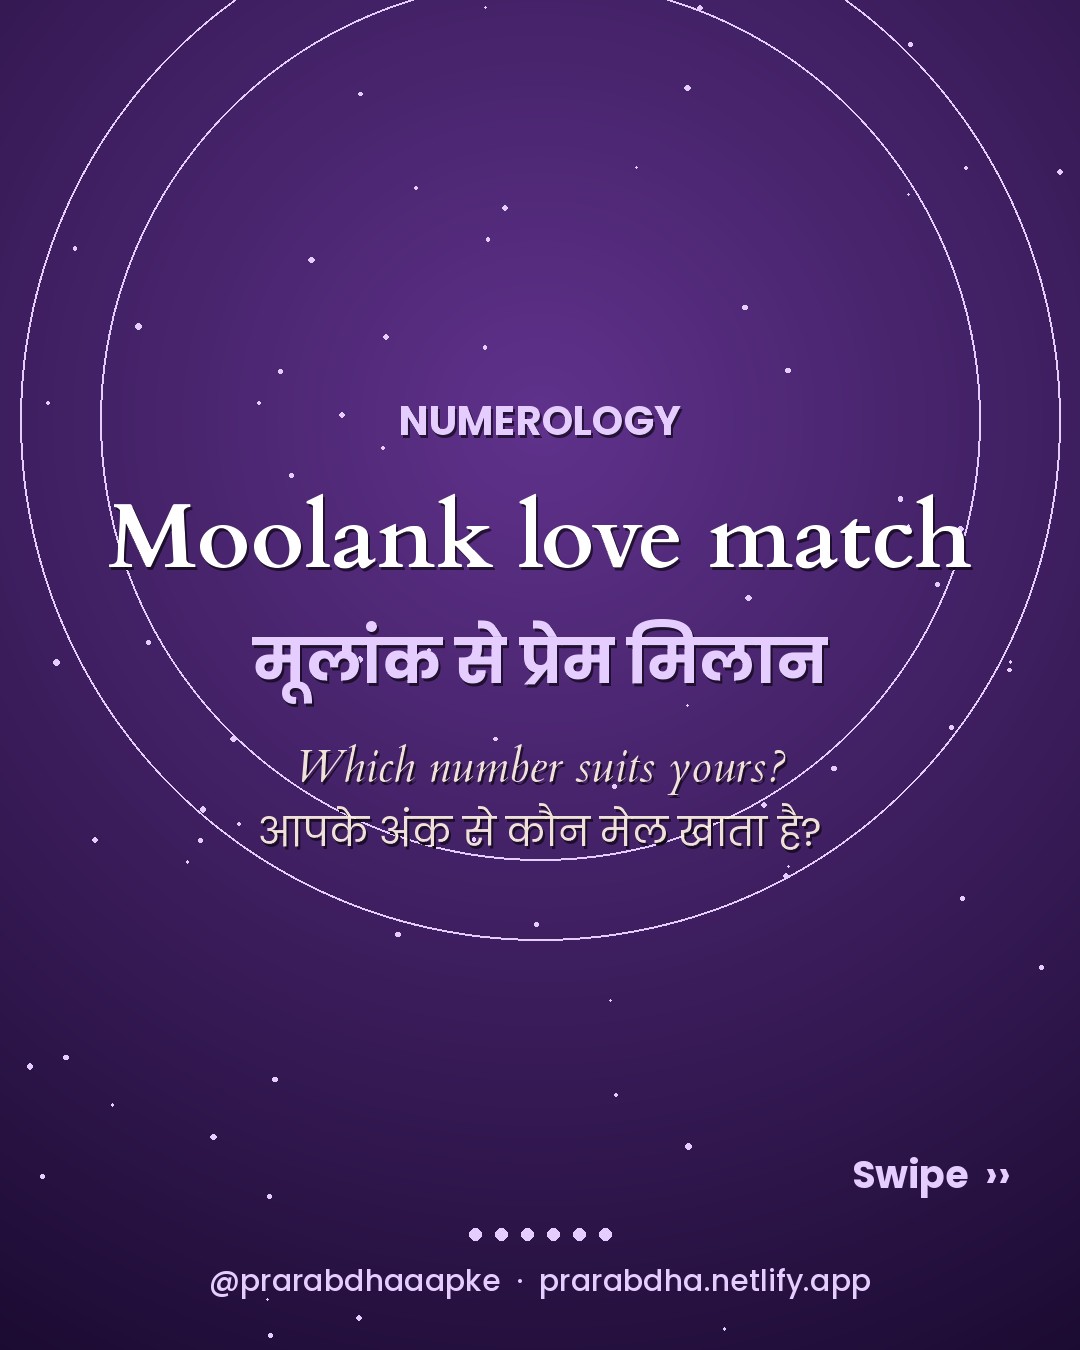 NUMEROLOGY
Moolank love match
मूलांक से प्रेम मिलान
Which number suits yours?
आपके अंक से कौन मेल खाता है?
Swipe ››
@prarabdhaaapke · prarabdha.netlify.app